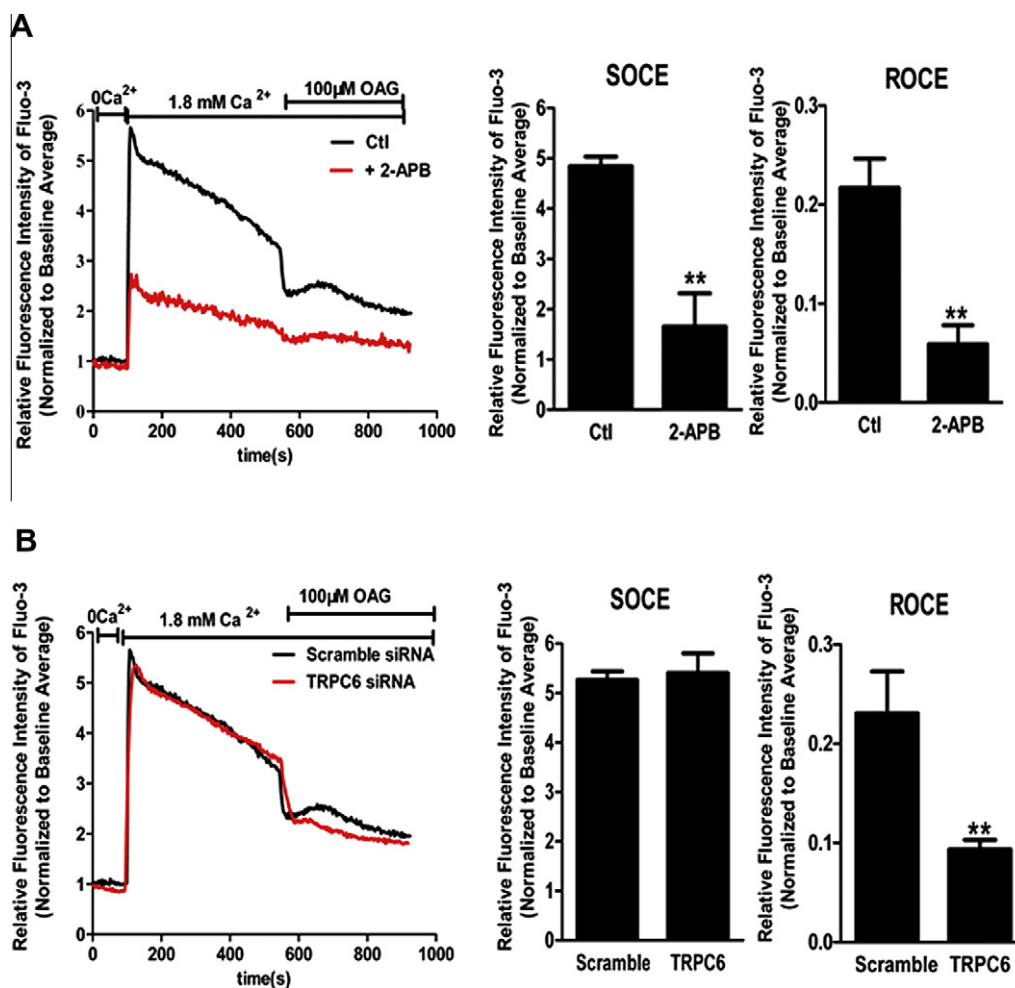 A
Relative Fluorescence Intensity of Fluo-3
(Normalized to Baseline Average)
0Ca2+
1.8 mM Ca 2+
100µM OAG
Ctl
+ 2-APB
6
5
4
3
2
1
0
0 200 400 600 800 1000
time(s)
SOCE
Relative Fluorescence Intensity of Fluo-3
(Normalized to Baseline Average)
6
5
4
3
2
1
0
**
Ctl 2-APB
ROCE
Relative Fluorescence Intensity of Fluo-3
(Normalized to Baseline Average)
0.3
0.2
0.1
0.0
**
Ctl 2-APB
B
Relative Fluorescence Intensity of Fluo-3
(Normalized to Baseline Average)
0Ca2+
1.8 mM Ca 2+
100µM OAG
Scramble siRNA
TRPC6 siRNA
6
5
4
3
2
1
0
0 200 400 600 800 1000
time(s)
SOCE
Relative Fluorescence Intensity of Fluo-3
(Normalized to Baseline Average)
6
5
4
3
2
1
0
Scramble TRPC6
ROCE
Relative Fluorescence Intensity of Fluo-3
(Normalized to Baseline Average)
0.3
0.2
0.1
0.0
**
Scramble TRPC6